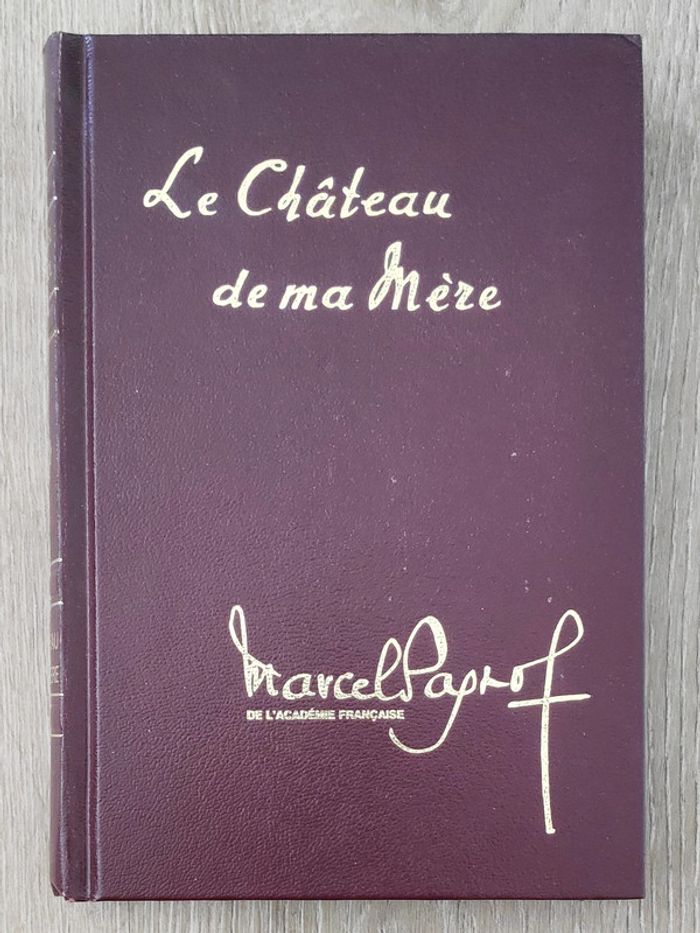 Le Château
de ma Mère
Marcel Pagnol
DE L'ACADÉMIE FRANÇAISE